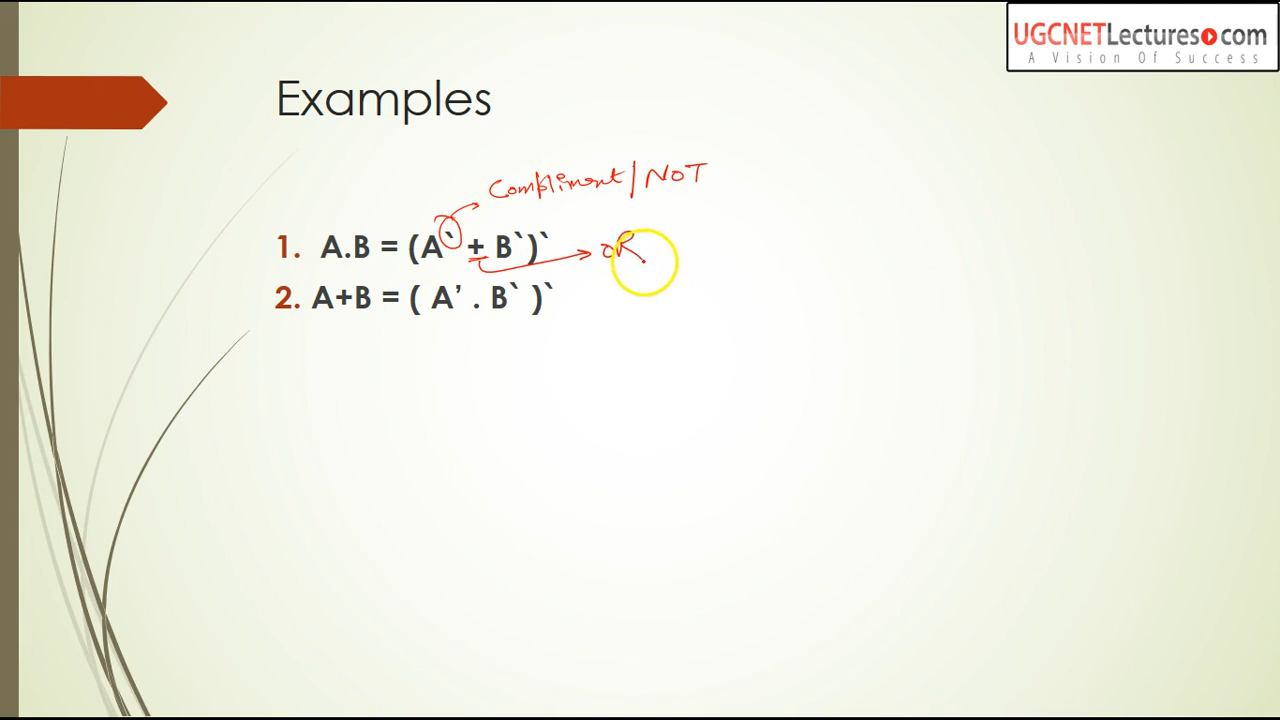 UGCNETLectures.com
A Vision Of Success
Examples
Compliment/NOT
1. A.B = (A` + B`)` OR
2. A+B = ( A’ . B` )`